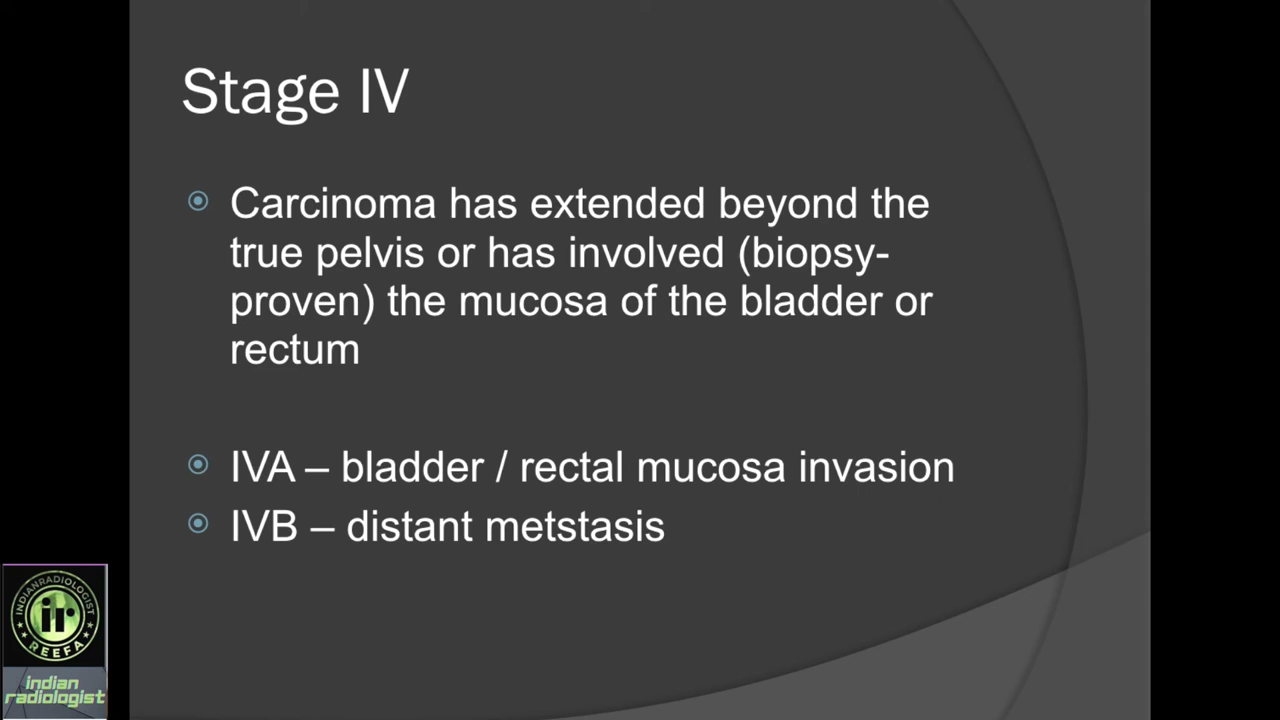 Stage IV
Carcinoma has extended beyond the
true pelvis or has involved (biopsy-
proven) the mucosa of the bladder or
rectum
IVA – bladder / rectal mucosa invasion
IVB – distant metstasis
INDIANRADIOLOGIST
ir
REEFA
indian
radiologist